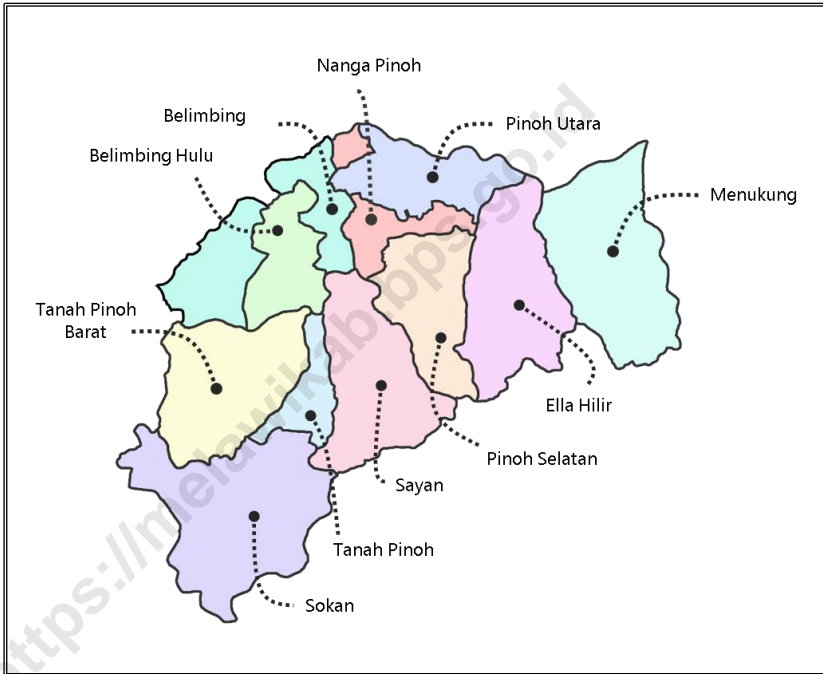 Nanga Pinoh
Belimbing
Pinoh Utara
Belimbing Hulu
Menukung
Tanah Pinoh
Barat
Ella Hilir
Pinoh Selatan
Sayan
Tanah Pinoh
Sokan
https://melawikab.bps.go.id